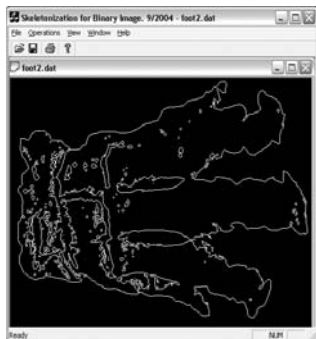 Skeletonization for Binary Image. 9/2004 - foot2.dat
File Operations View Window Help
foot2.dat
Ready NUM